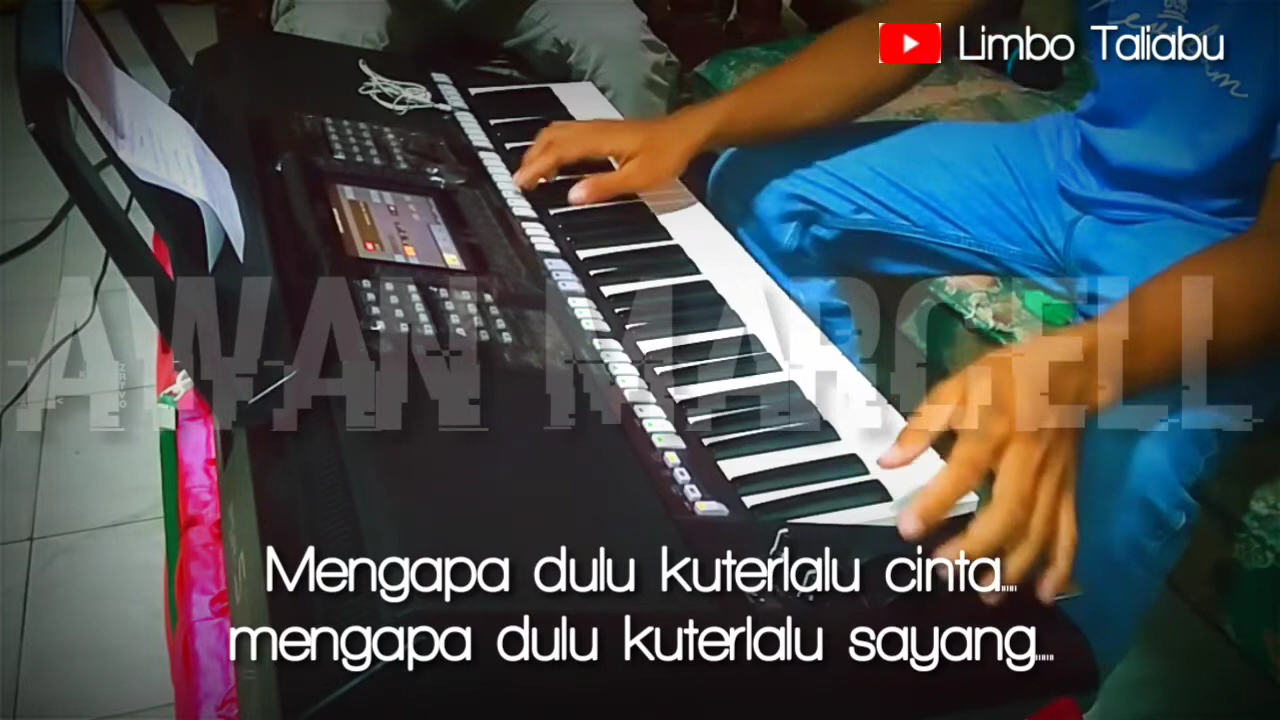 Limbo Taliabu
AWAN MARCELL
Mengapa dulu kuterlalu cinta.....
mengapa dulu kuterlalu sayang.....